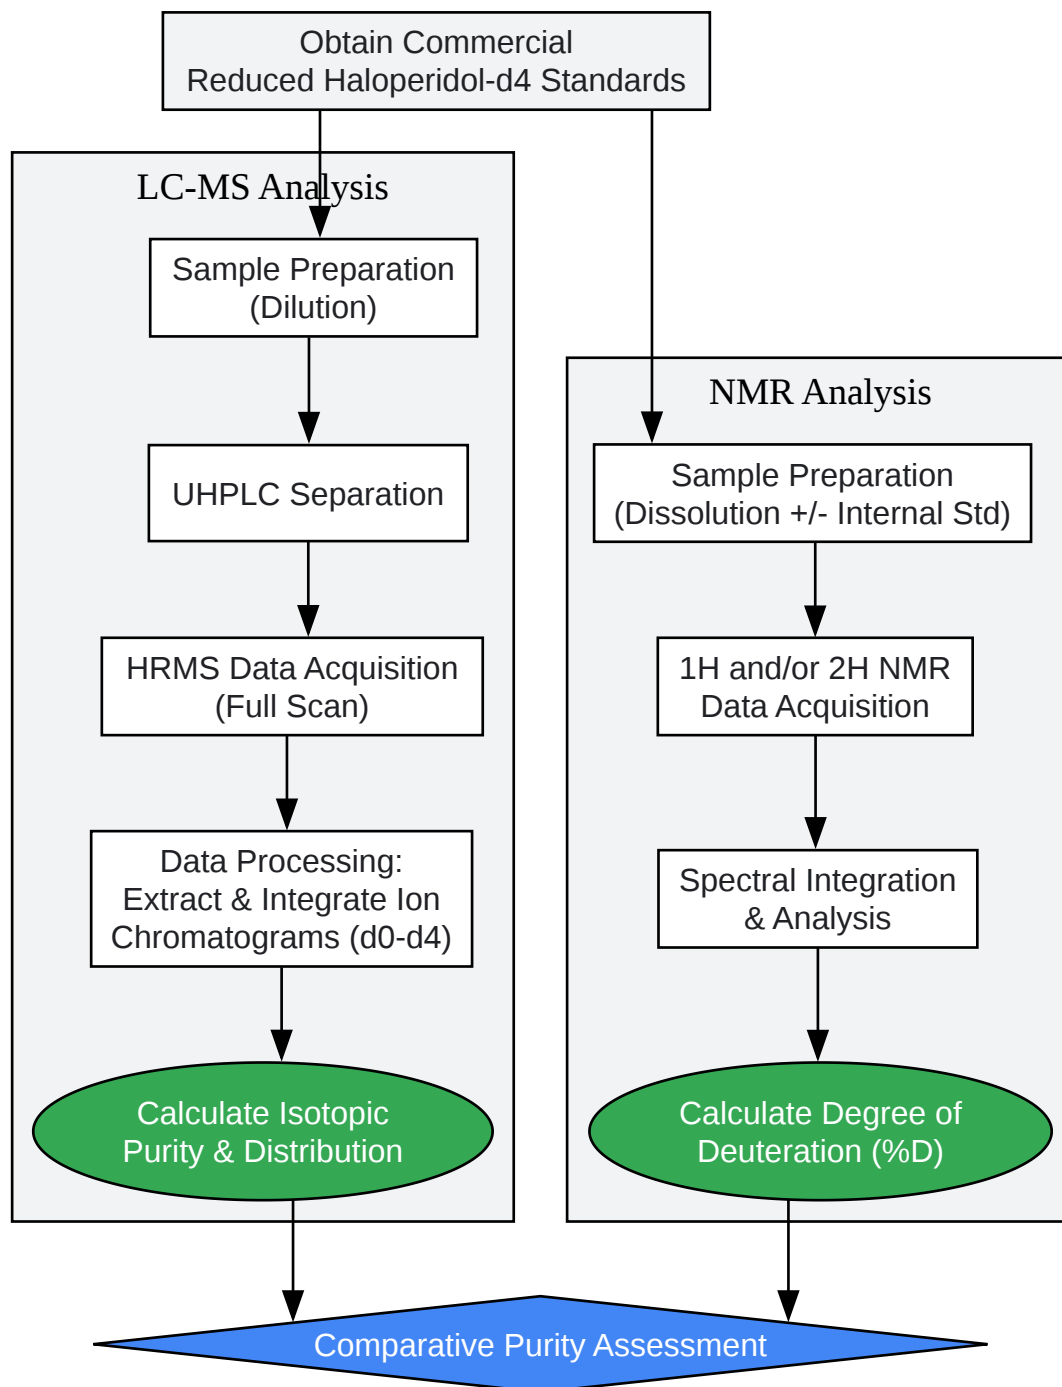 Obtain Commercial
Reduced Haloperidol-d4 Standards
LC-MS Analysis
Sample Preparation
(Dilution)
UHPLC Separation
HRMS Data Acquisition
(Full Scan)
Data Processing:
Extract & Integrate Ion
Chromatograms (d0-d4)
Calculate Isotopic
Purity & Distribution
NMR Analysis
Sample Preparation
(Dissolution +/- Internal Std)
1H and/or 2H NMR
Data Acquisition
Spectral Integration
& Analysis
Calculate Degree of
Deuteration (%D)
Comparative Purity Assessment